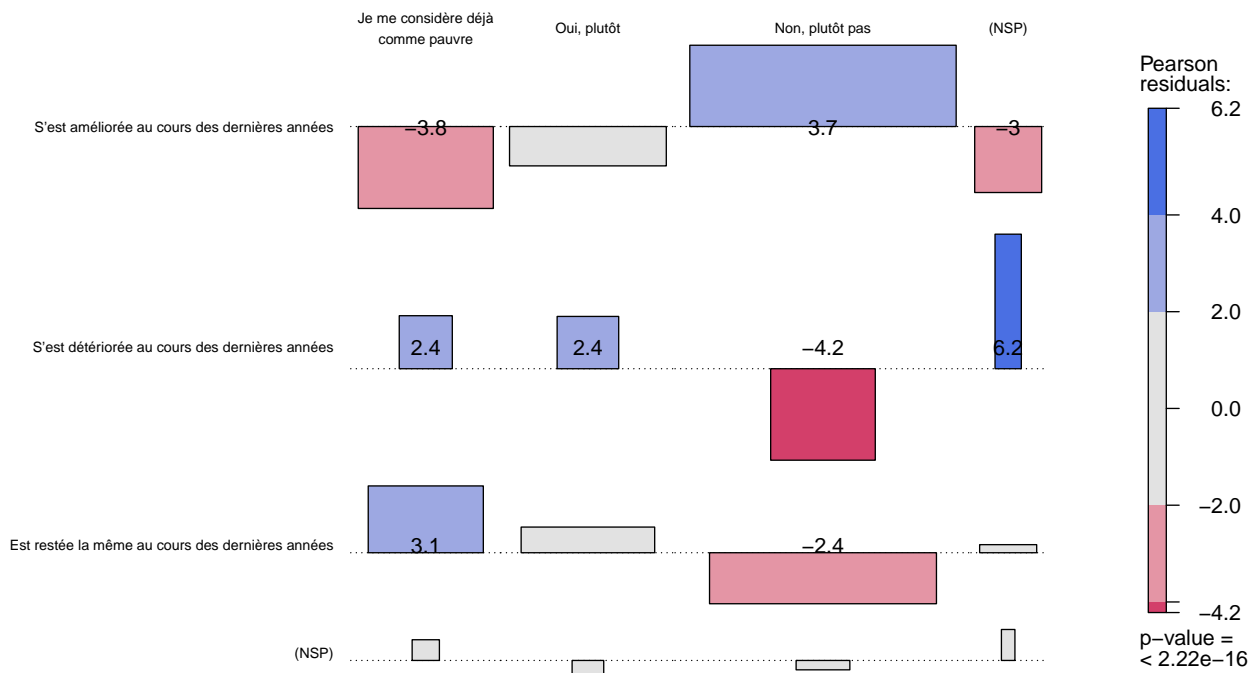 Je me considère déjà
comme pauvre
Oui, plutôt
Non, plutôt pas
(NSP)
Pearson
residuals:
S'est améliorée au cours des dernières années
−3.8
3.7
−3
6.2
4.0
2.0
0.0
−2.0
−4.2
S'est détériorée au cours des dernières années
2.4
2.4
−4.2
6.2
Est restée la même au cours des dernières années
3.1
−2.4
(NSP)
p−value =
< 2.22e−16